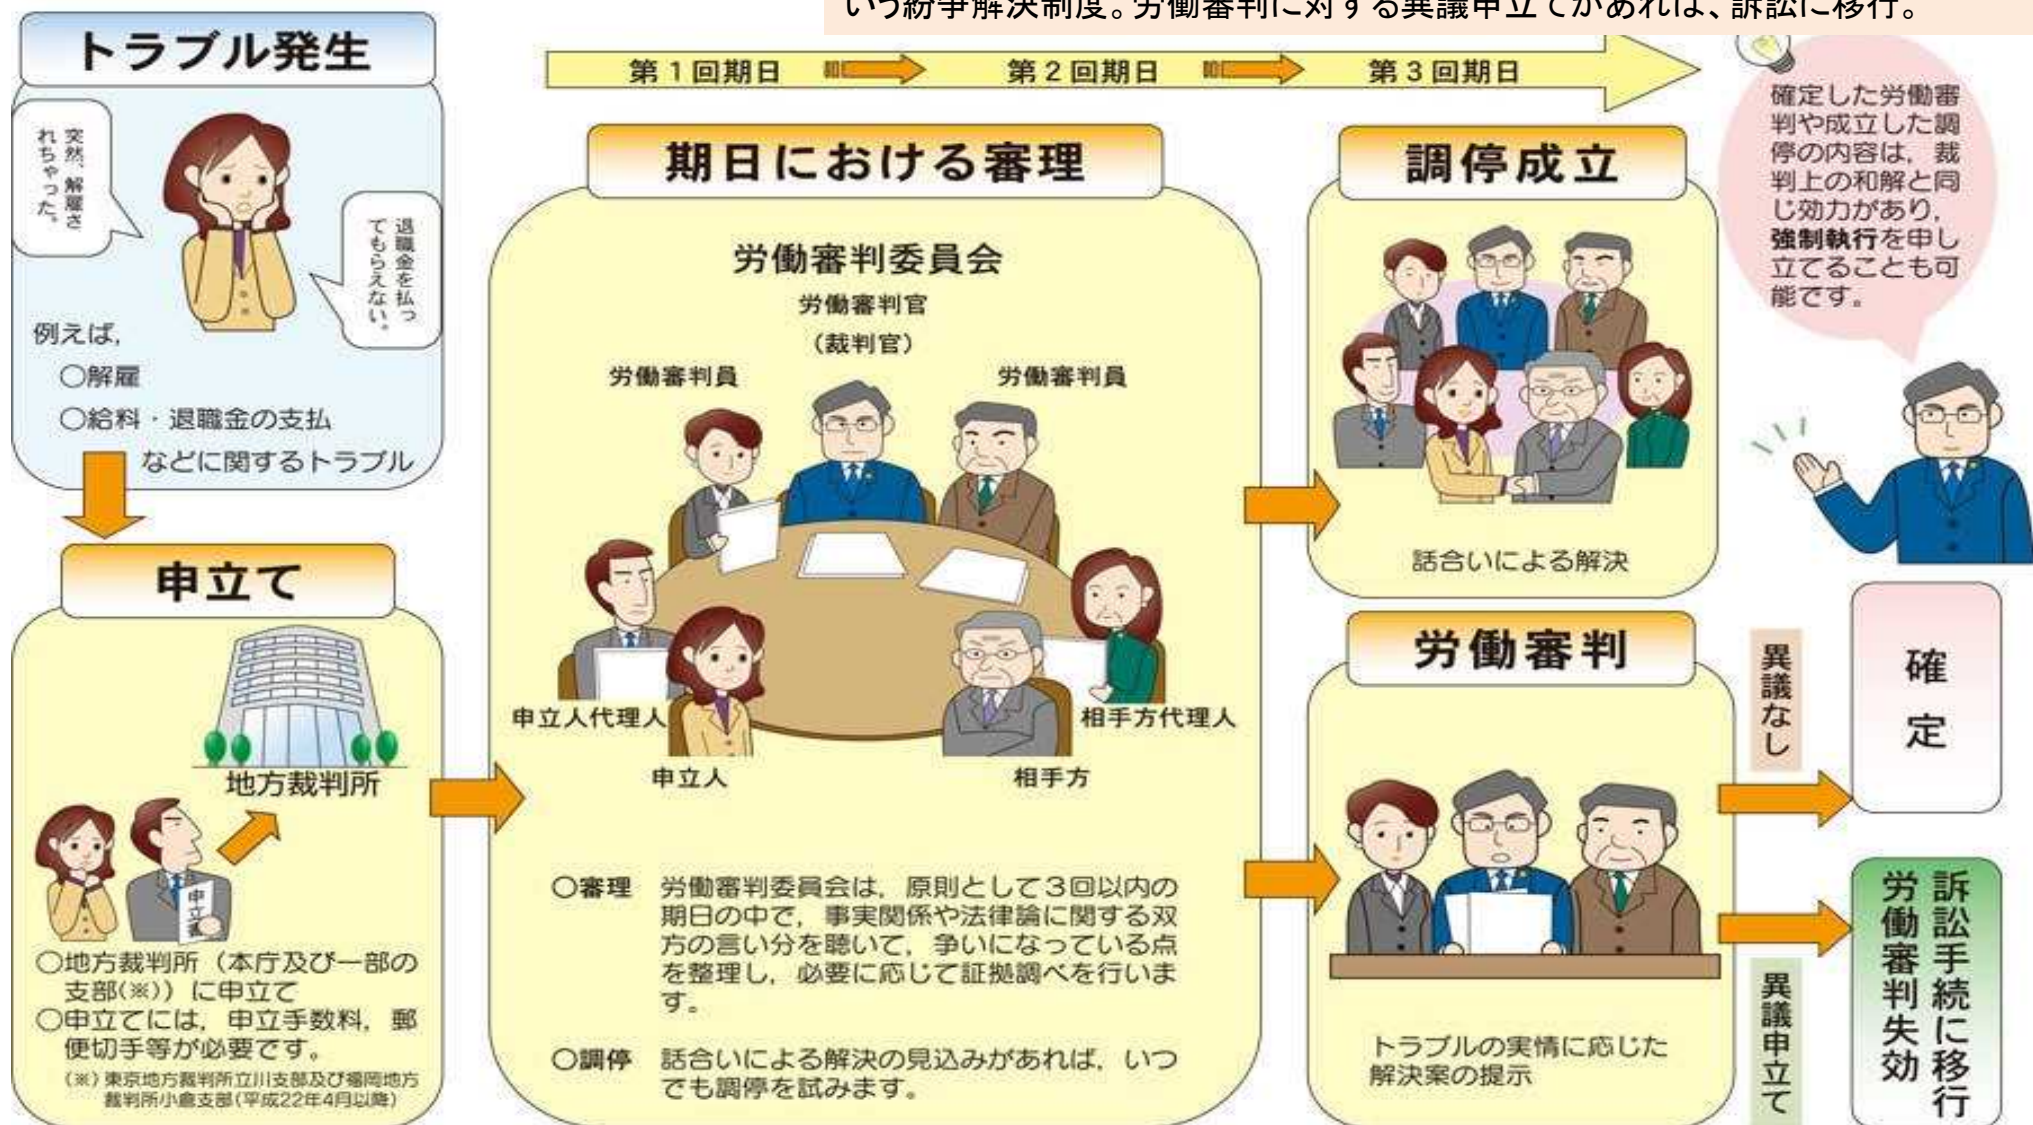 いう紛争解決制度。労働審判に対する異議申立てがあれば、訴訟に移行。
トラブル発生
突然、解雇さ
れちゃった。
退職金を払っ
てもらえない。
例えば，
○解雇
○給料・退職金の支払
などに関するトラブル
申立て
地方裁判所
申立書
○地方裁判所（本庁及び一部の
支部(※)）に申立て
○申立てには，申立手数料，郵
便切手等が必要です。
(※)東京地方裁判所立川支部及び福岡地方
裁判所小倉支部(平成22年4月以降)
第１回期日
第２回期日
第３回期日
期日における審理
労働審判委員会
労働審判官
（裁判官）
労働審判員
労働審判員
申立人代理人
相手方代理人
申立人
相手方
○審理　労働審判委員会は，原則として３回以内の
期日の中で，事実関係や法律論に関する双
方の言い分を聴いて，争いになっている点
を整理し，必要に応じて証拠調べを行いま
す。
○調停　話合いによる解決の見込みがあれば，いつ
でも調停を試みます。
調停成立
話合いによる解決
確定した労働審
判や成立した調
停の内容は，裁
判上の和解と同
じ効力があり，
強制執行を申し
立てることも可
能です。
労働審判
トラブルの実情に応じた
解決案の提示
異議なし
確定
異議申立て
訴訟手続に移行
労働審判失効